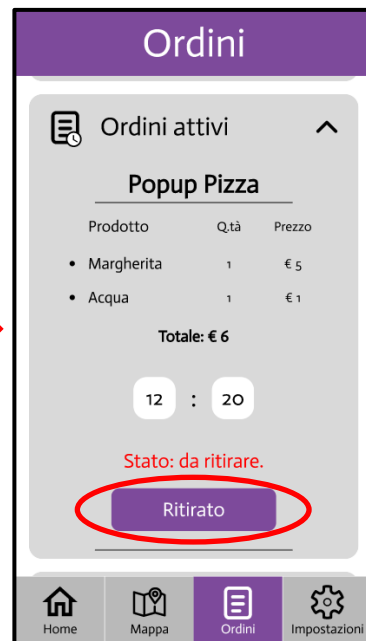 Ordini
Ordini attivi
Popup Pizza
Prodotto Q.tà Prezzo
• Margherita 1 € 5
• Acqua 1 € 1
Totale: € 6
12 : 20
Stato: da ritirare.
Ritirato
Home Mappa Ordini Impostazioni